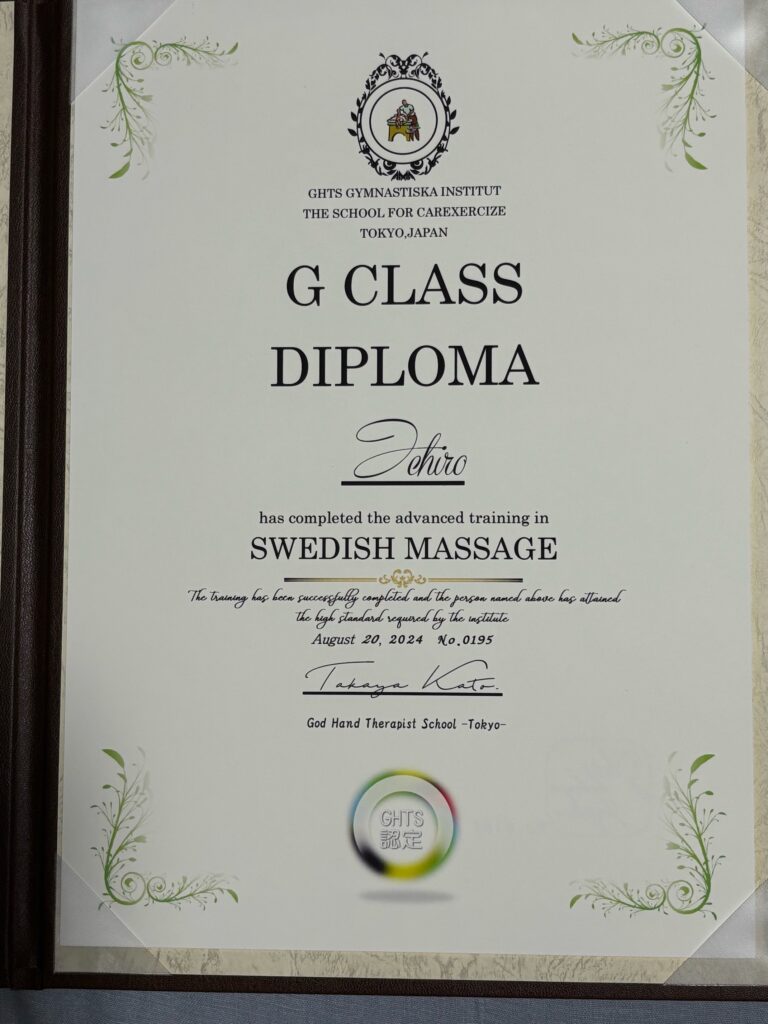 GHTS GYMNASTISKA INSTITUT
THE SCHOOL FOR CAREXERCIZE
TOKYO,JAPAN
G CLASS
DIPLOMA
Ichiro
has completed the advanced training in
SWEDISH MASSAGE
The training has been successfully completed and the person named above has attained
the high standard required by the institute
August 20, 2024 No.0195
Takaya Kato.
God Hand Therapist School -Tokyo-
GHTS
認定